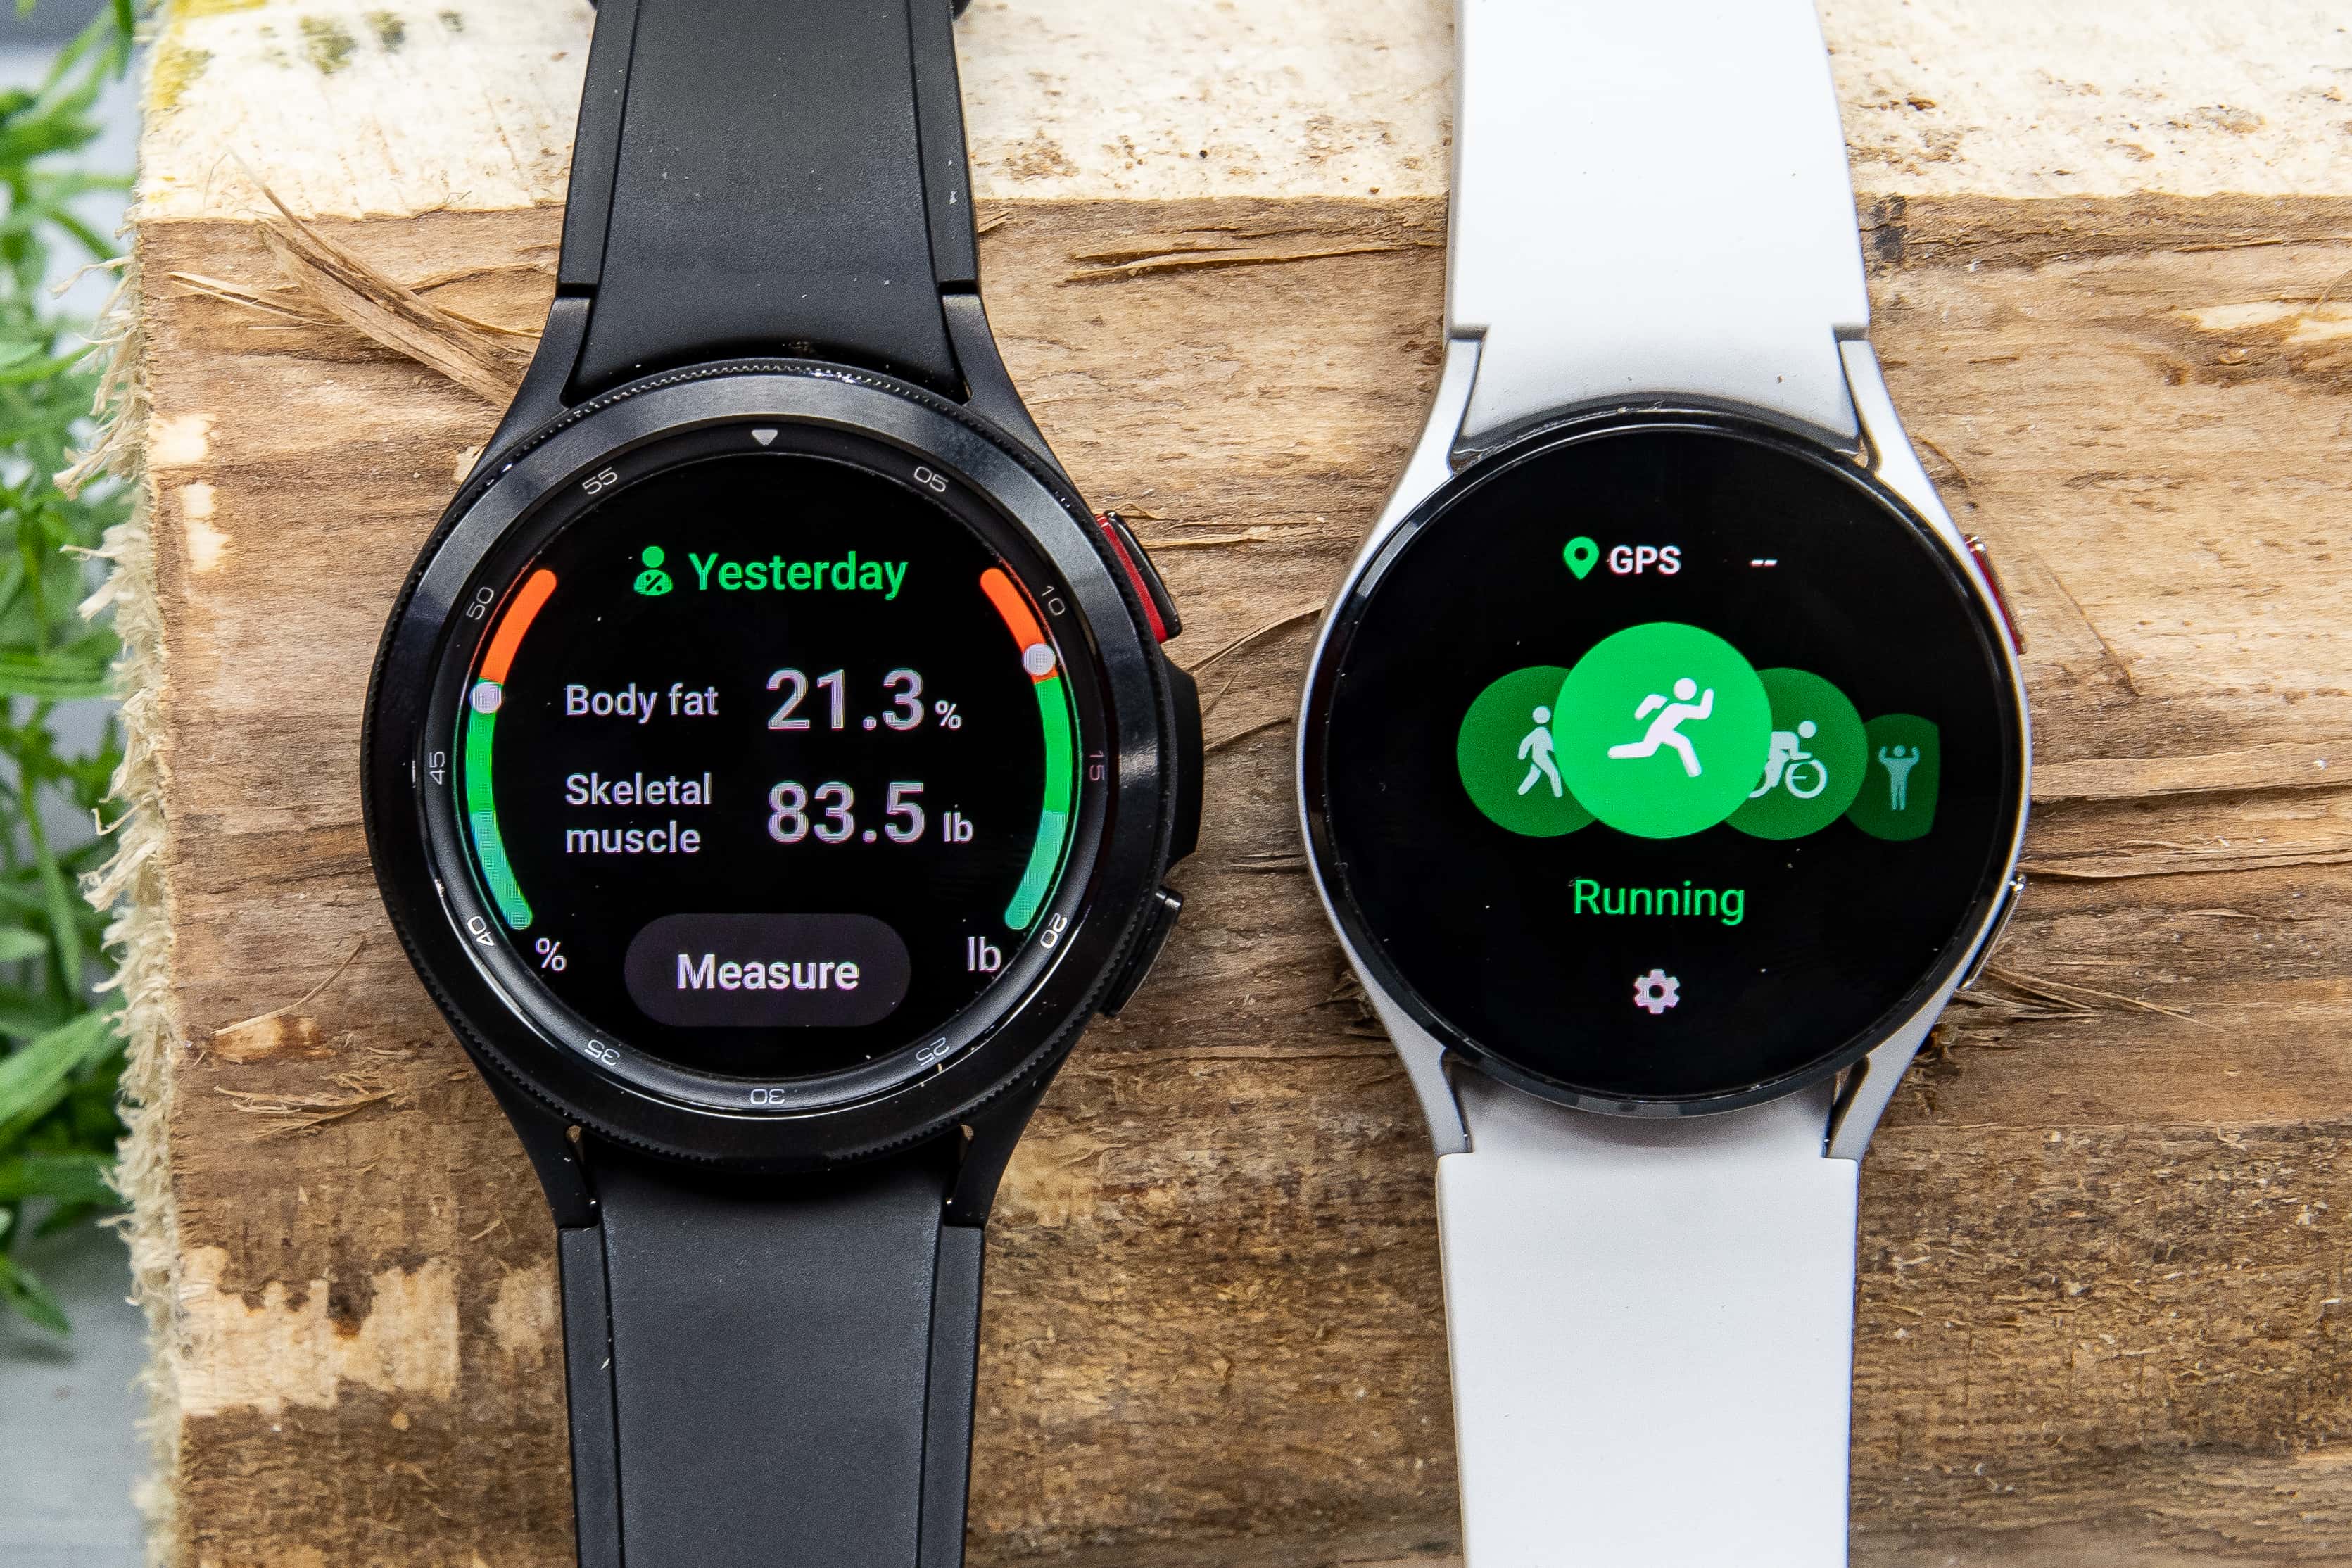 55
05
50
10
45
15
40
20
35
25
30
Yesterday
Body fat 21.3 %
Skeletal
muscle 83.5 lb
% lb
Measure
GPS --
Running